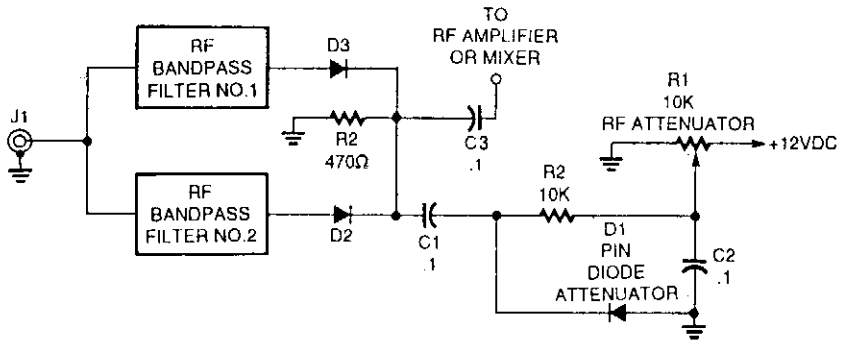 TO
RF AMPLIFIER
OR MIXER
RF
BANDPASS
FILTER NO.1
D3
R1
10K
RF ATTENUATOR
J1
R2
470Ω
C3
.1
+12VDC
RF
BANDPASS
FILTER NO.2
D2
C1
.1
R2
10K
D1
PIN
DIODE
ATTENUATOR
C2
.1